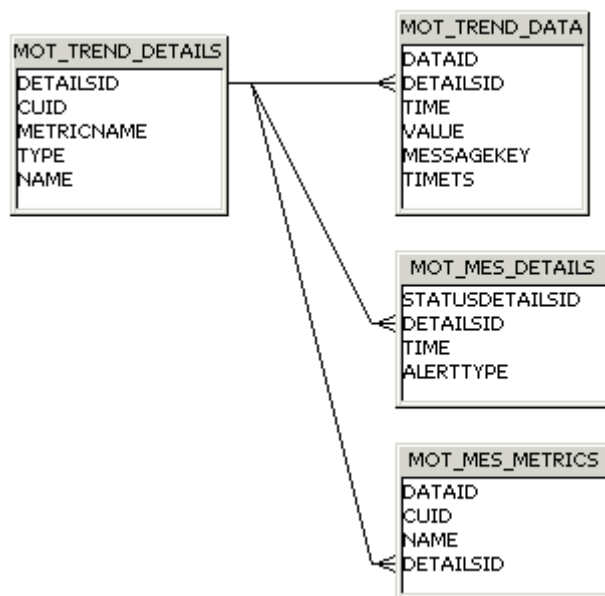 MOT_TREND_DETAILS
DETAILSID
CUID
METRICNAME
TYPE
NAME
MOT_TREND_DATA
DATAID
DETAILSID
TIME
VALUE
MESSAGEKEY
TIMETS
MOT_MES_DETAILS
STATUSDETAILSID
DETAILSID
TIME
ALERTTYPE
MOT_MES_METRICS
DATAID
CUID
NAME
DETAILSID